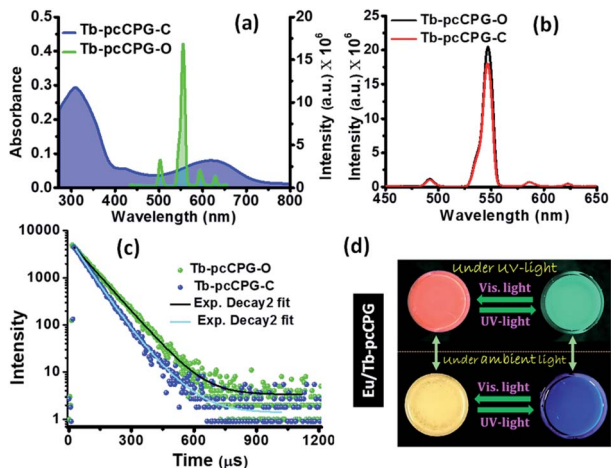 (a)
Tb-pcCPG-C
Tb-pcCPG-O
Absorbance
0.5
0.4
0.3
0.2
0.1
0.0
300 400 500 600 700 800
Wavelength (nm)
20
15
10
5
0
Intensity (a.u.) X 10^6
(b)
Tb-pcCPG-O
Tb-pcCPG-C
Intensity (a.u.) X 10^6
25
20
15
10
5
0
450 500 550 600 650
Wavelength (nm)
(c)
Tb-pcCPG-O
Tb-pcCPG-C
Exp. Decay2 fit
Exp. Decay2 fit
Intensity
10000
1000
100
10
1
0 300 600 900 1200
Time (μs)
(d)
Eu/Tb-pcCPG
Under UV-light
Vis. light
UV-light
Under ambient light
Vis. light
UV-light